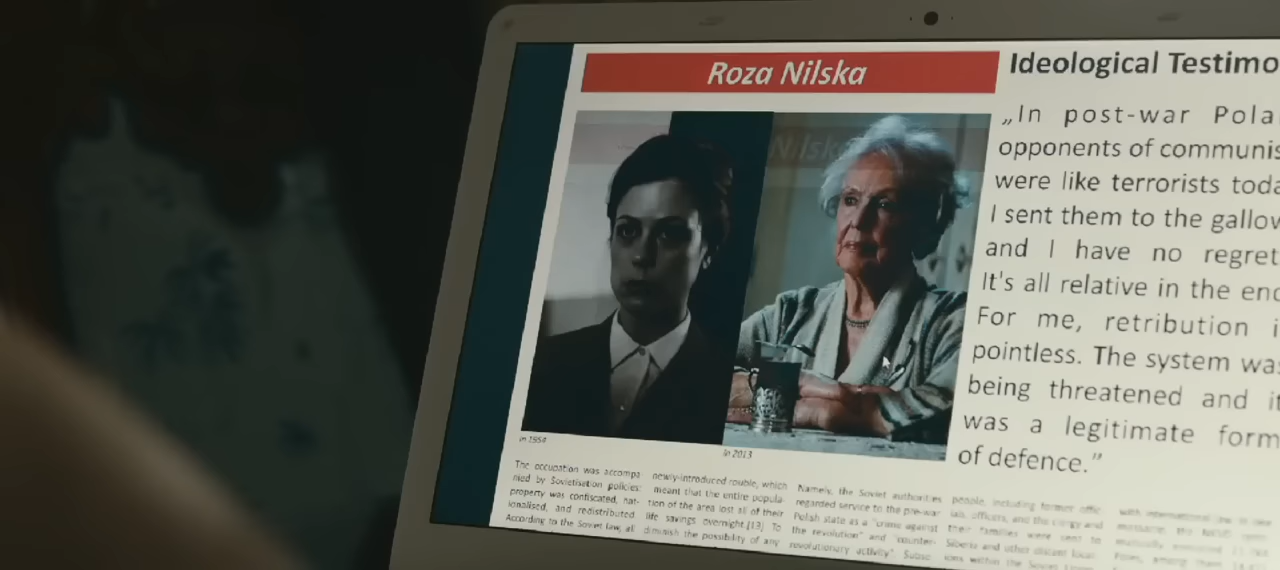 Roza Nilska
Ideological Testimo
„In post-war Pola
opponents of communis
were like terrorists toda
I sent them to the gallow
and I have no regret
It's all relative in the end
For me, retribution i
pointless. The system was
being threatened and it
was a legitimate form
of defence.”
in 1954
in 2013
The occupation was accompa
nied by Sovietisation policies:
property was confiscated, nat-
ionalised, and redistributed.
According to the Soviet law, all
newly-introduced rouble, which
meant that the entire popula-
tion of the area lost all of their
life savings overnight.[13] To
diminish the possibility of any
Namely, the Soviet authorities
regarded service to the pre-war
Polish state as a "crime against
the revolution" and "counter-
revolutionary activity".
people, including former offic
ials, officers, and the clergy and
their families were sent to
Siberia and other distant